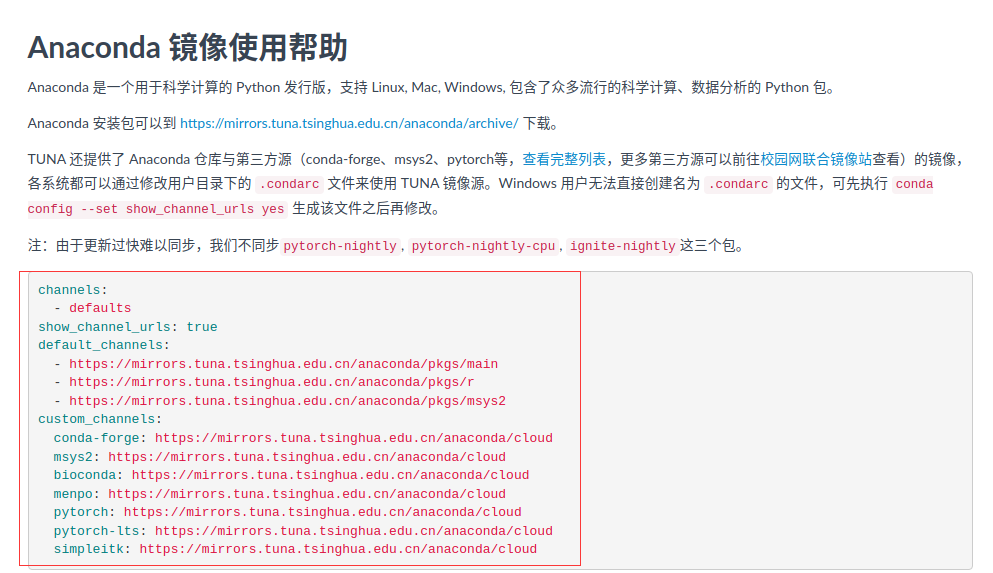 Anaconda 镜像使用帮助
Anaconda 是一个用于科学计算的 Python 发行版，支持 Linux, Mac, Windows, 包含了众多流行的科学计算、数据分析的 Python 包。
Anaconda 安装包可以到 https://mirrors.tuna.tsinghua.edu.cn/anaconda/archive/ 下载。
TUNA 还提供了 Anaconda 仓库与第三方源（conda-forge、msys2、pytorch等，查看完整列表，更多第三方源可以前往校园网联合镜像站查看）的镜像，
各系统都可以通过修改用户目录下的 .condarc 文件来使用 TUNA 镜像源。Windows 用户无法直接创建名为 .condarc 的文件，可先执行 conda
config --set show_channel_urls yes 生成该文件之后再修改。
注：由于更新过快难以同步，我们不同步 pytorch-nightly, pytorch-nightly-cpu, ignite-nightly 这三个包。
channels:
  - defaults
show_channel_urls: true
default_channels:
  - https://mirrors.tuna.tsinghua.edu.cn/anaconda/pkgs/main
  - https://mirrors.tuna.tsinghua.edu.cn/anaconda/pkgs/r
  - https://mirrors.tuna.tsinghua.edu.cn/anaconda/pkgs/msys2
custom_channels:
  conda-forge: https://mirrors.tuna.tsinghua.edu.cn/anaconda/cloud
  msys2: https://mirrors.tuna.tsinghua.edu.cn/anaconda/cloud
  bioconda: https://mirrors.tuna.tsinghua.edu.cn/anaconda/cloud
  menpo: https://mirrors.tuna.tsinghua.edu.cn/anaconda/cloud
  pytorch: https://mirrors.tuna.tsinghua.edu.cn/anaconda/cloud
  pytorch-lts: https://mirrors.tuna.tsinghua.edu.cn/anaconda/cloud
  simpleitk: https://mirrors.tuna.tsinghua.edu.cn/anaconda/cloud